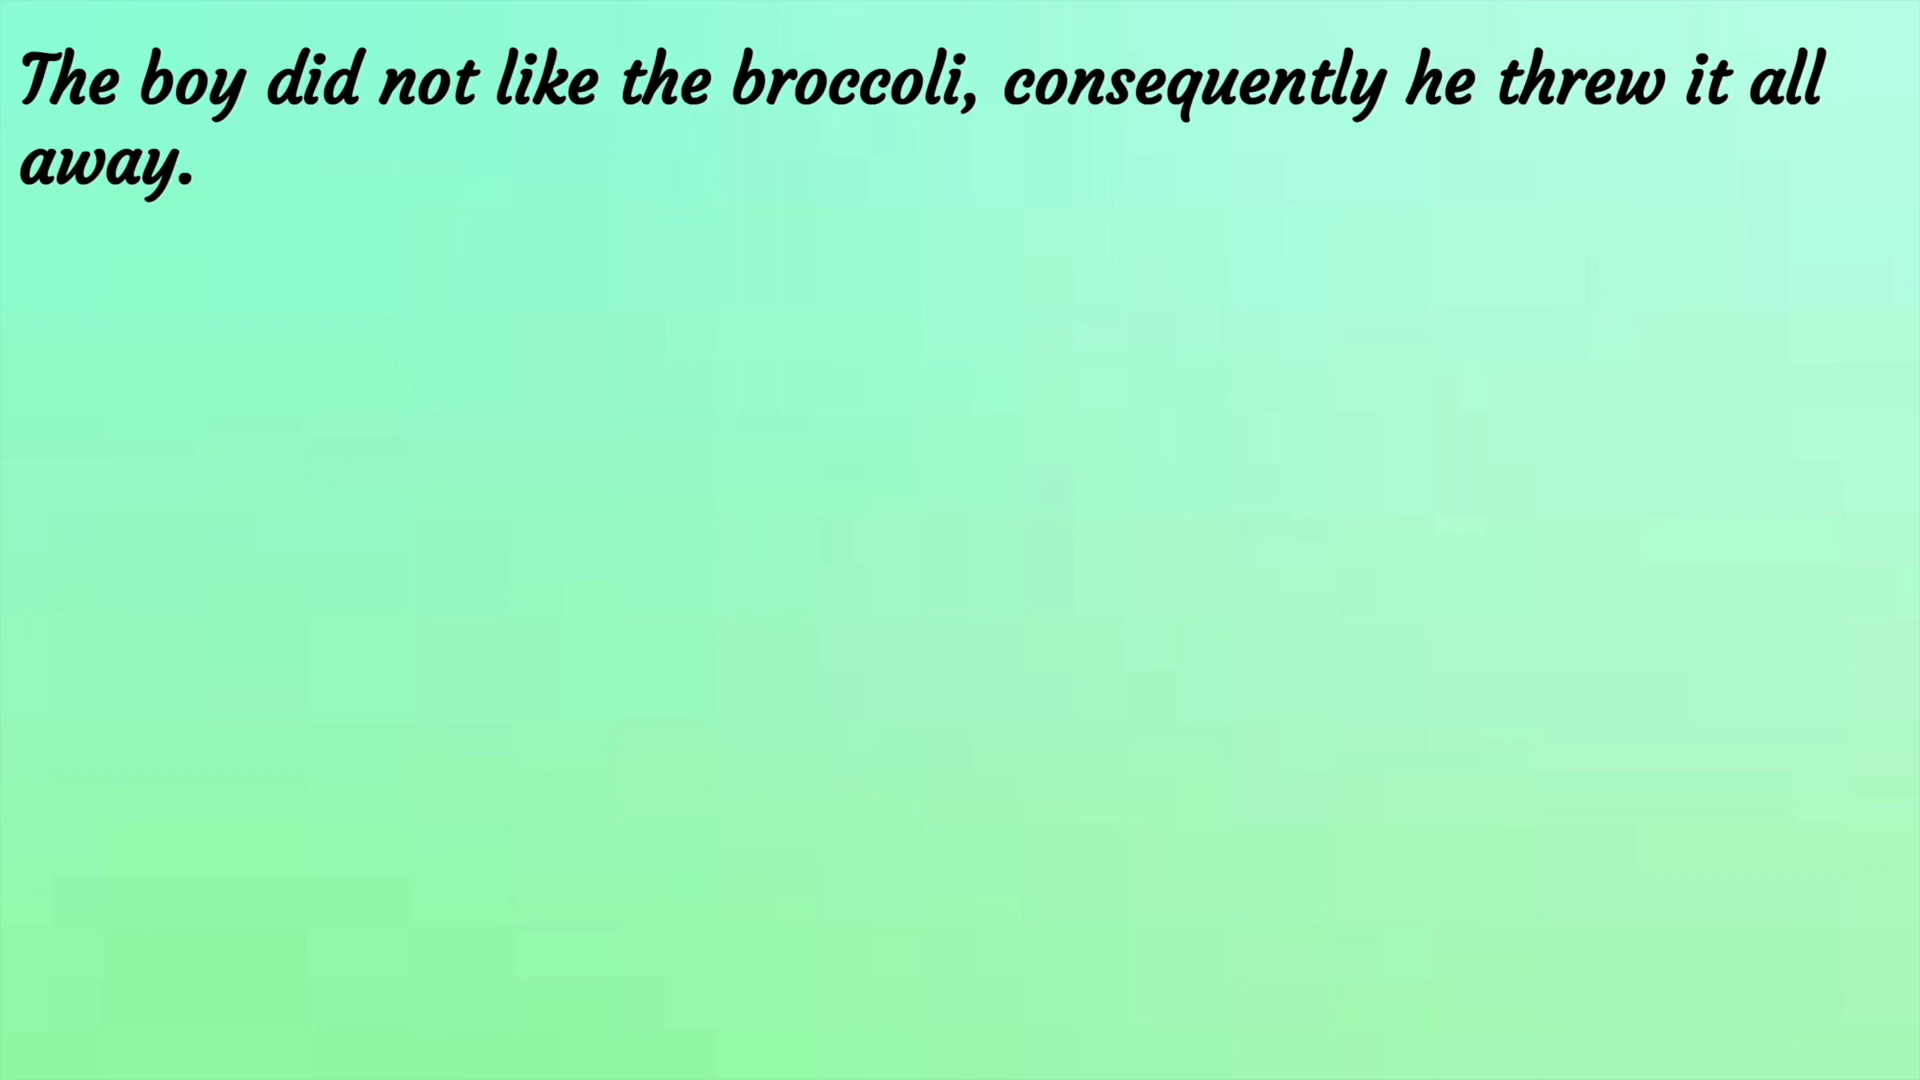 The boy did not like the broccoli, consequently he threw it all
away.